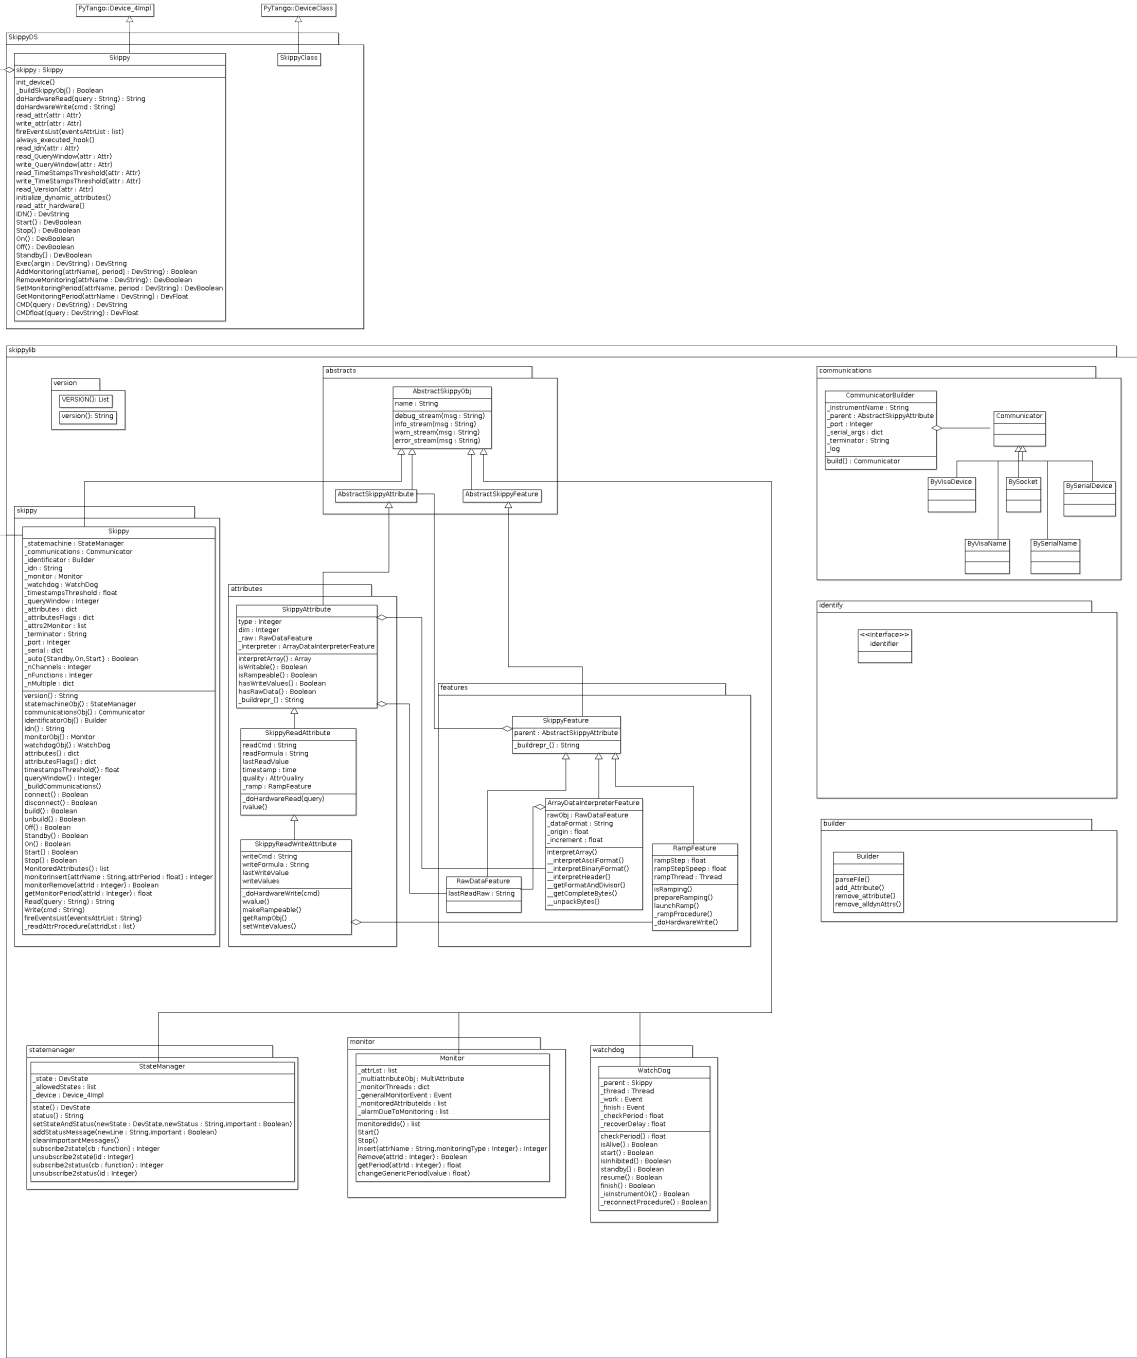 PyTango::Device_4Impl
PyTango::DeviceClass
SkippyDS
Skippy
skippy : Skippy
init_device()
_buildSkippyObj() : Boolean
doHardwareRead(query : String) : String
doHardwareWrite(cmd : String)
read_attr(attr : Attr)
write_attr(attr : Attr)
fireEventsList(eventsAttrList : list)
always_executed_hook()
read_Idn(attr : Attr)
read_QueryWindow(attr : Attr)
write_QueryWindow(attr : Attr)
read_TimeStampsThreshold(attr : Attr)
write_TimeStampsThreshold(attr : Attr)
read_Version(attr : Attr)
initialize_dynamic_attributes()
read_attr_hardware()
IDN() : DevString
Start() : DevBoolean
Stop() : DevBoolean
On() : DevBoolean
Off() : DevBoolean
Standby() : DevBoolean
Exec(argin : DevString) : DevString
AddMonitoring(attrName[, period] : DevString) : Boolean
RemoveMonitoring(attrName : DevString) : DevBoolean
SetMonitoringPeriod(attrName, period : DevString) : DevBoolean
GetMonitoringPeriod(attrName : DevString) : DevFloat
CMD(query : DevString) : DevString
CMDfloat(query : DevString) : DevFloat
SkippyClass
skippylib
version
VERSION(): List
version(): String
abstracts
AbstractSkippyObj
name : String
debug_stream(msg : String)
info_stream(msg : String)
warn_stream(msg : String)
error_stream(msg : String)
AbstractSkippyAttribute
AbstractSkippyFeature
communications
CommunicatorBuilder
_instrumentName : String
_parent : AbstractSkippyAttribute
_port : Integer
_serial_args : dict
_terminator : String
_log
build() : Communicator
Communicator
ByVisaDevice
BySocket
BySerialDevice
ByVisaName
BySerialName
skippy
Skippy
_statemachine : StateManager
_communications : Communicator
_identificator : Builder
_idn : String
_monitor : Monitor
_watchdog : WatchDog
_timestampsThreshold : float
_queryWindow : Integer
_attributes : dict
_attributesFlags : dict
_attrs2Monitor : list
_terminator : String
_port : Integer
_serial : dict
_auto{Standby,On,Start} : Boolean
_nChannels : Integer
_nFunctions : Integer
_nMultiple : dict
version() : String
statemachineObj() : StateManager
communicationsObj() : Communicator
identificatorObj() : Builder
idn() : String
monitorObj() : Monitor
watchdogObj() : WatchDog
attributes() : dict
attributesFlags() : dict
timestampsThreshold() : float
queryWindow() : Integer
_buildCommunications()
connect() : Boolean
disconnect() : Boolean
build() : Boolean
unbuild() : Boolean
Off() : Boolean
Standby() : Boolean
On() : Boolean
Start() : Boolean
Stop() : Boolean
MonitoredAttributes() : list
monitorInsert(attrName : String,attrPeriod : float) : Integer
monitorRemove(attrId : Integer) : Boolean
getMonitorPeriod(attrId : Integer) : float
Read(query : String) : String
Write(cmd : String)
fireEventsList(eventsAttrList : String)
_readAttrProcedure(attrIdLst : list)
attributes
SkippyAttribute
type : Integer
dim : Integer
_raw : RawDataFeature
_interpreter : ArrayDataInterpreterFeature
interpretArray() : Array
isWritable() : Boolean
isRampeable() : Boolean
hasWriteValues() : Boolean
hasRawData() : Boolean
_buildrepr_() : String
SkippyReadAttribute
readCmd : String
readFormula : String
lastReadValue
timestamp : time
quality : AttrQualiry
_ramp : RampFeature
_doHardwareRead(query)
rvalue()
SkippyReadWriteAttribute
writeCmd : String
writeFormula : String
lastWriteValue
writeValues
_doHardwareWrite(cmd)
wvalue()
makeRampeable()
getRampObj()
setWriteValues()
features
SkippyFeature
parent : AbstractSkippyAttribute
_buildrepr_() : String
ArrayDataInterpreterFeature
rawObj : RawDataFeature
_dataFormat : String
_origin : float
_increment : float
interpretArray()
__interpretAsciiFormat()
__interpretBinaryFormat()
__interpretHeader()
__getFormatAndDivisor()
__getCompleteBytes()
__unpackBytes()
RawDataFeature
lastReadRaw : String
RampFeature
rampStep : float
rampStepSpeep : float
rampThread : Thread
isRamping()
prepareRamping()
launchRamp()
_rampProcedure()
_doHardwareWrite()
identify
<<interface>>
identifier
builder
Builder
parseFile()
add_Attribute()
remove_attribute()
remove_alldynAttrs()
statemanager
StateManager
_state : DevState
_allowedStates : list
_device : Device_4Impl
state() : DevState
status() : String
setStateAndStatus(newState : DevState,newStatus : String,important : Boolean)
addStatusMessage(newLine : String,important : Boolean)
cleanImportantMessages()
subscribe2state(cb : function) : Integer
unsubscribe2state(id : Integer)
subscribe2status(cb : function) : Integer
unsubscribe2status(id : Integer)
monitor
Monitor
_attrLst : list
_multiattributeObj : MultiAttribute
_monitorThreads : dict
_generalMonitorEvent : Event
_monitoredAttributeIds : list
_alarmDueToMonitoring : list
monitoredIds() : list
Start()
Stop()
Insert(attrName : String,monitoringType : Integer) : Integer
Remove(attrId : Integer) : Boolean
getPeriod(attrId : Integer) : float
changeGenericPeriod(value : float)
watchdog
WatchDog
_parent : Skippy
_thread : Thread
_work : Event
_finish : Event
_checkPeriod : float
_recoverDelay : float
checkPeriod() : float
isAlive() : Boolean
start() : Boolean
isInhibited() : Boolean
standby() : Boolean
resume() : Boolean
finish() : Boolean
_isInstrumentOk() : Boolean
_reconnectProcedure() : Boolean